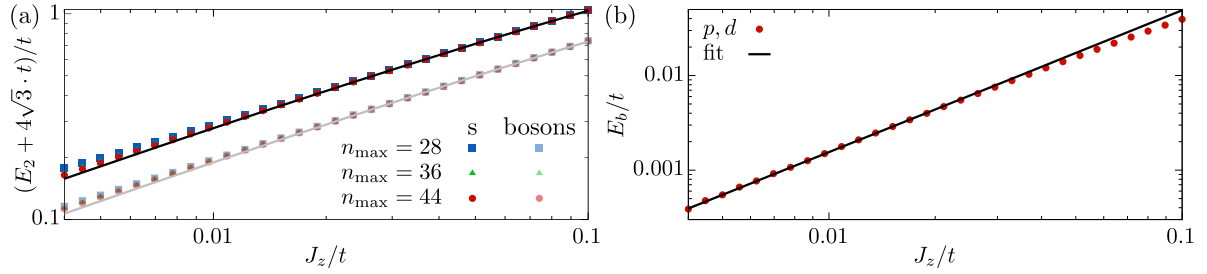 (a)
(E₂ + 4√3 · t)/t
1
0.1
s bosons
n_max = 28
n_max = 36
n_max = 44
0.01 0.1
J_z/t
(b)
E_b/t
0.01
0.001
p, d
fit
0.01 0.1
J_z/t